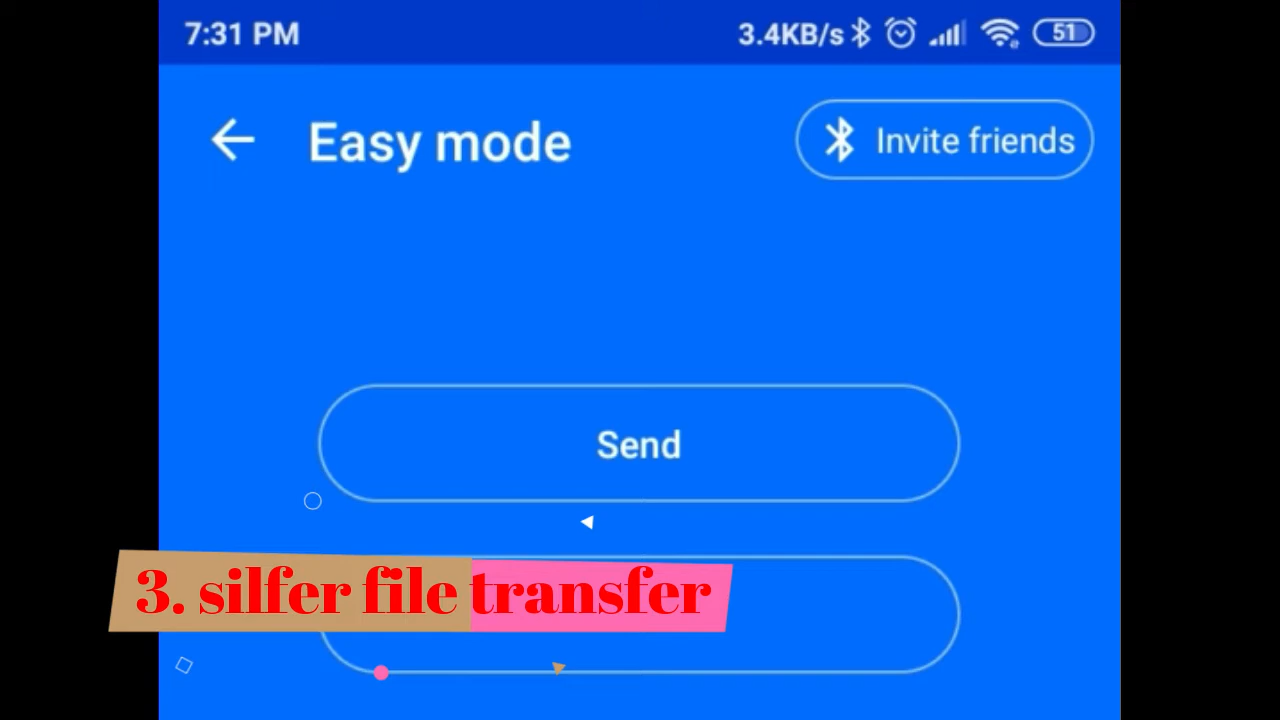 7:31 PM 3.4KB/s 51
Easy mode
Invite friends
Send
3. silfer file transfer